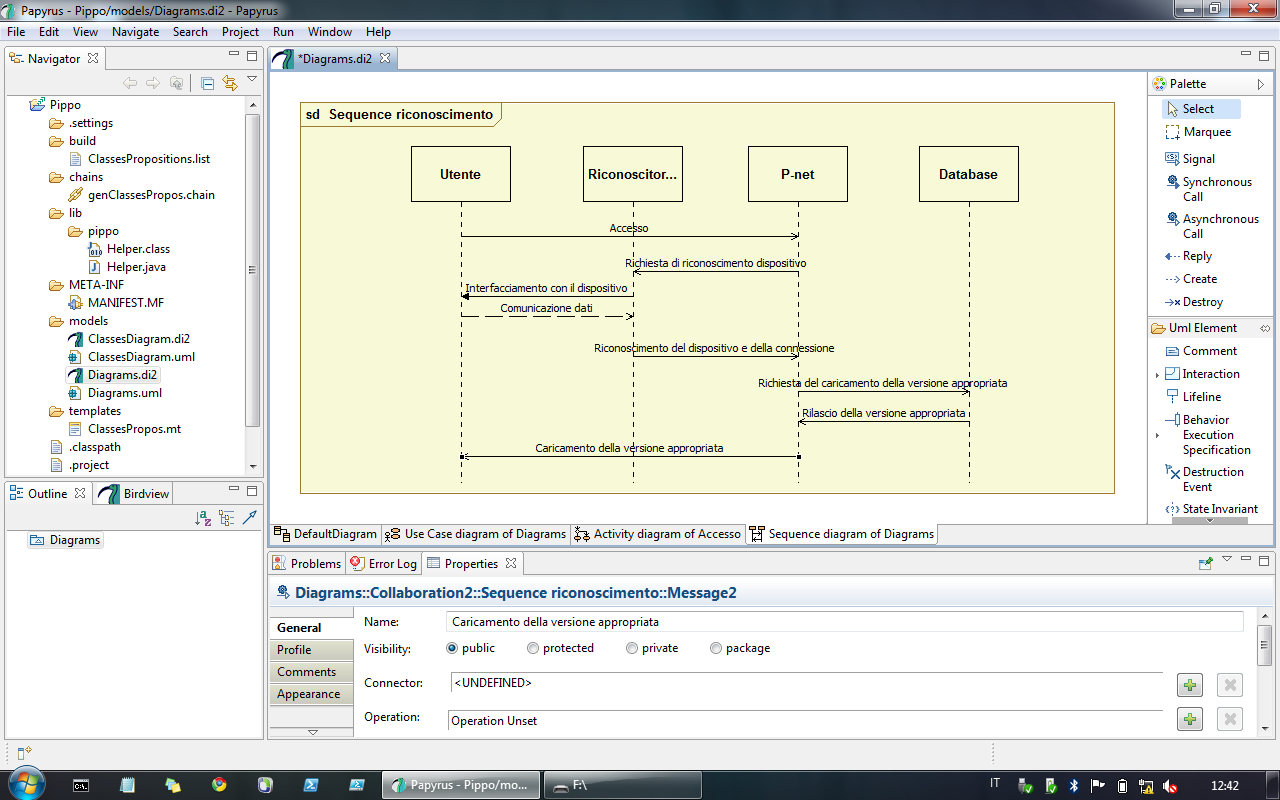 Papyrus - Pippo/models/Diagrams.di2 - Papyrus
File Edit View Navigate Search Project Run Window Help
Navigator
Pippo
.settings
build
ClassesPropositions.list
chains
genClassesPropos.chain
lib
pippo
Helper.class
Helper.java
META-INF
MANIFEST.MF
models
ClassesDiagram.di2
ClassesDiagram.uml
Diagrams.di2
Diagrams.uml
templates
ClassesPropos.mt
.classpath
.project
Outline Birdview
Diagrams
*Diagrams.di2
sd Sequence riconoscimento
Utente Riconoscitor... P-net Database
Accesso
Richiesta di riconoscimento dispositivo
Interfacciamento con il dispositivo
Comunicazione dati
Riconoscimento del dispositivo e della connessione
Richiesta del caricamento della versione appropriata
Rilascio della versione appropriata
Caricamento della versione appropriata
Palette
Select
Marquee
Signal
Synchronous
Call
Asynchronous
Call
Reply
Create
Destroy
Uml Element
Comment
Interaction
Lifeline
Behavior
Execution
Specification
Destruction
Event
State Invariant
DefaultDiagram Use Case diagram of Diagrams Activity diagram of Accesso Sequence diagram of Diagrams
Problems Error Log Properties
Diagrams::Collaboration2::Sequence riconoscimento::Message2
General
Profile
Comments
Appearance
Name: Caricamento della versione appropriata
Visibility: public protected private package
Connector: <UNDEFINED>
Operation: Operation Unset
Papyrus - Pippo/mo... F:\ IT 12:42